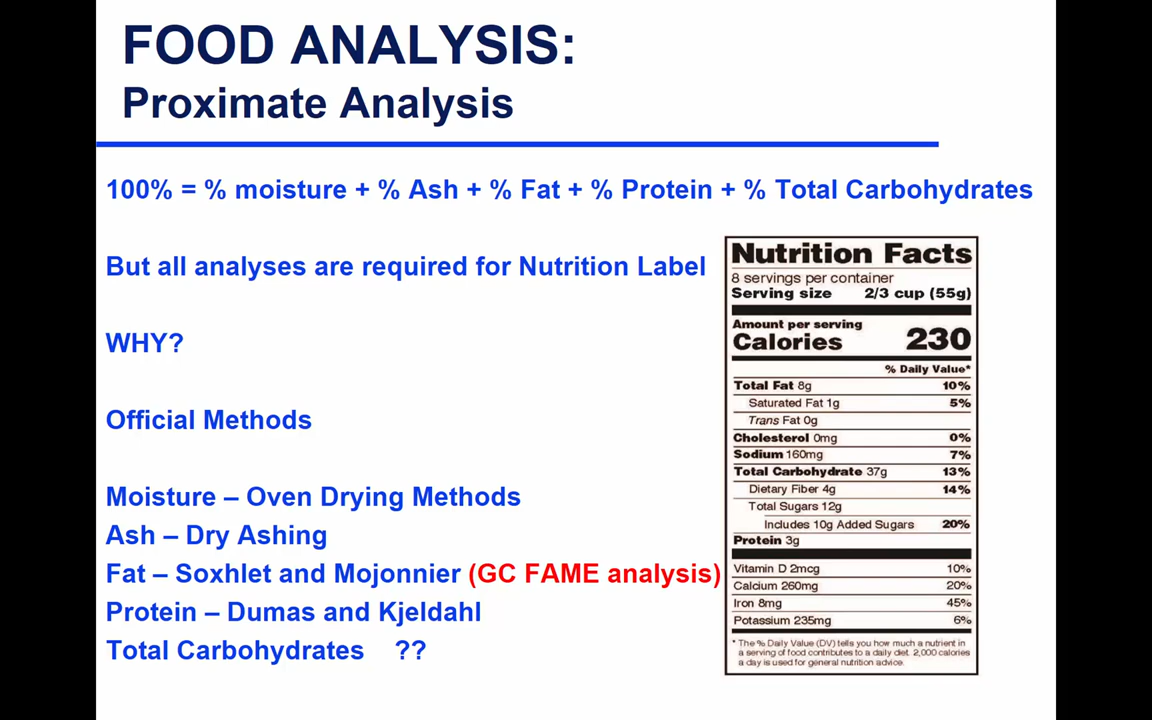 FOOD ANALYSIS:
Proximate Analysis
100% = % moisture + % Ash + % Fat + % Protein + % Total Carbohydrates
But all analyses are required for Nutrition Label
WHY?
Official Methods
Moisture – Oven Drying Methods
Ash – Dry Ashing
Fat – Soxhlet and Mojonnier (GC FAME analysis)
Protein – Dumas and Kjeldahl
Total Carbohydrates ??
Nutrition Facts
8 servings per container
Serving size 2/3 cup (55g)
Amount per serving
Calories 230
% Daily Value*
Total Fat 8g 10%
Saturated Fat 1g 5%
Trans Fat 0g
Cholesterol 0mg 0%
Sodium 160mg 7%
Total Carbohydrate 37g 13%
Dietary Fiber 4g 14%
Total Sugars 12g
Includes 10g Added Sugars 20%
Protein 3g
Vitamin D 2mcg 10%
Calcium 260mg 20%
Iron 8mg 45%
Potassium 235mg 6%
* The % Daily Value (DV) tells you how much a nutrient in
a serving of food contributes to a daily diet. 2,000 calories
a day is used for general nutrition advice.